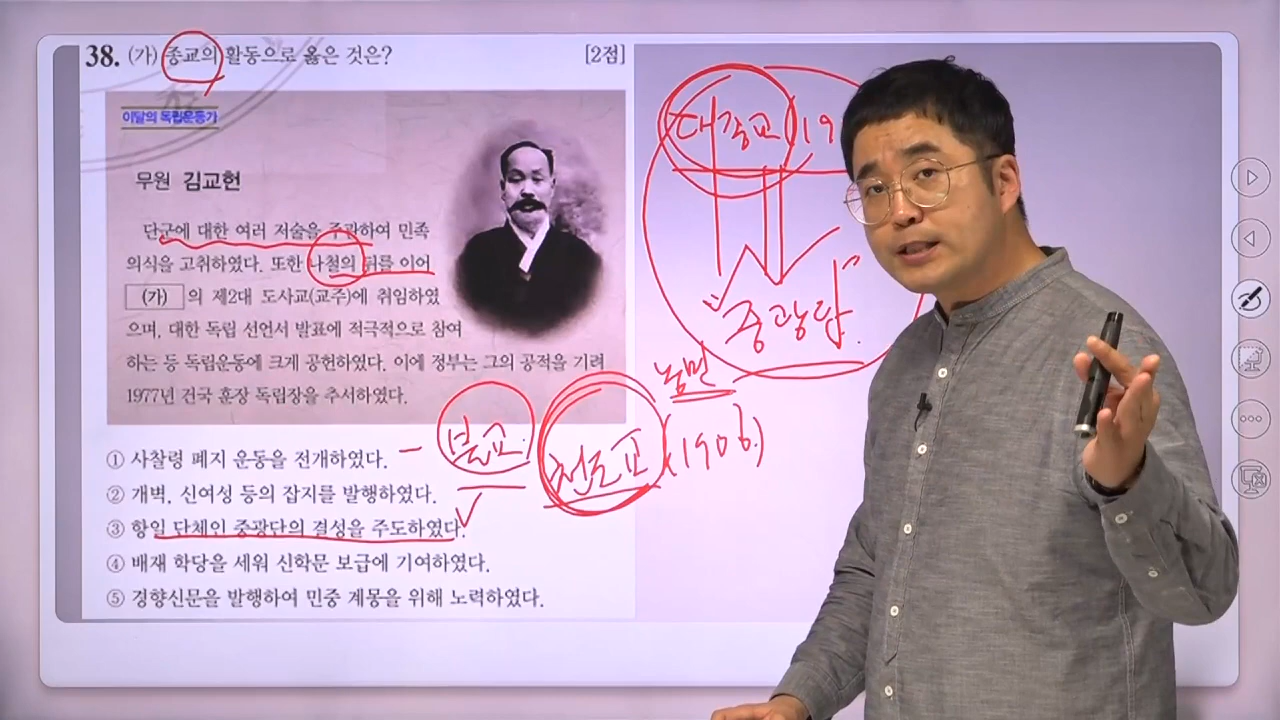 38. (가) 종교의 활동으로 옳은 것은? [2점]
이달의 독립운동가
무원 김교헌
단군에 대한 여러 저술을 주관하여 민족
의식을 고취하였다. 또한 나철의 뒤를 이어
(가) 의 제2대 도사교(교주)에 취임하였
으며, 대한 독립 선언서 발표에 적극적으로 참여
하는 등 독립운동에 크게 공헌하였다. 이에 정부는 그의 공적을 기려
1977년 건국 훈장 독립장을 추서하였다.
① 사찰령 폐지 운동을 전개하였다.
② 개벽, 신여성 등의 잡지를 발행하였다.
③ 항일 단체인 중광단의 결성을 주도하였다.
④ 배재 학당을 세워 신학문 보급에 기여하였다.
⑤ 경향신문을 발행하여 민중 계몽을 위해 노력하였다.
대종교 (19
"중광단"
불교
천도교 (1906.)